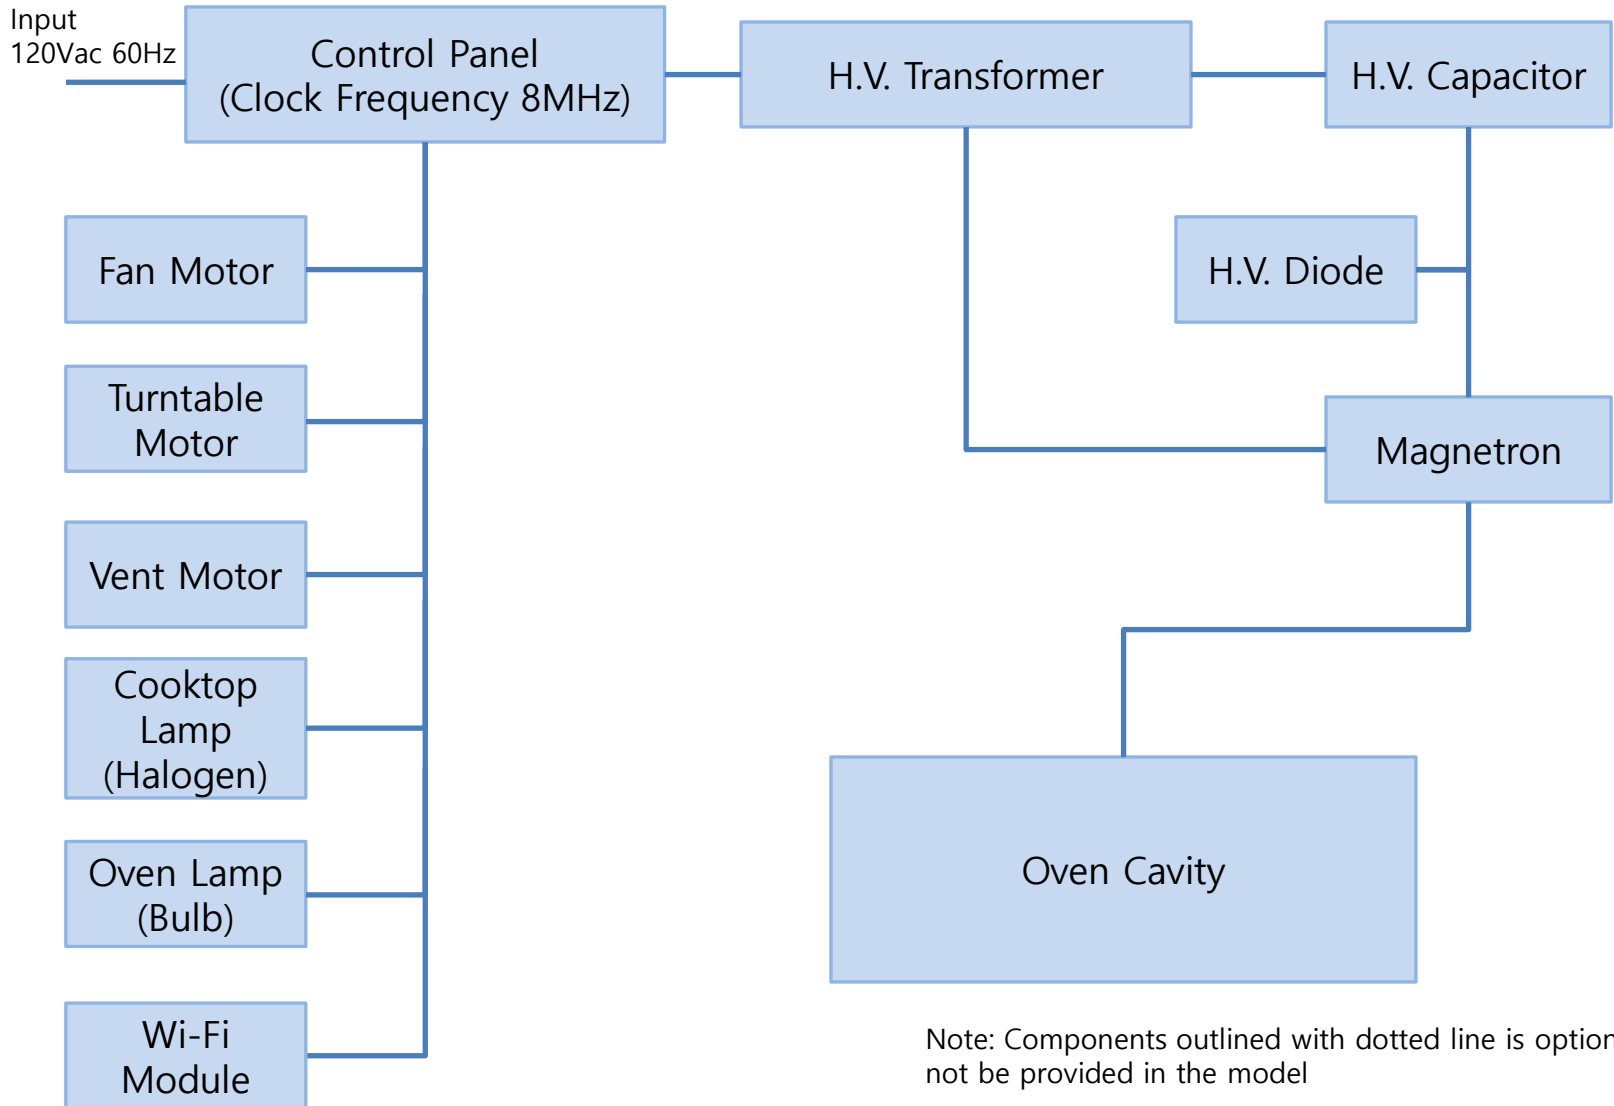 Input
120Vac 60Hz
Control Panel
(Clock Frequency 8MHz)
H.V. Transformer
H.V. Capacitor
Fan Motor
H.V. Diode
Turntable
Motor
Magnetron
Vent Motor
Cooktop
Lamp
(Halogen)
Oven Lamp
(Bulb)
Oven Cavity
Wi-Fi
Module
Note: Components outlined with dotted line is option
not be provided in the model